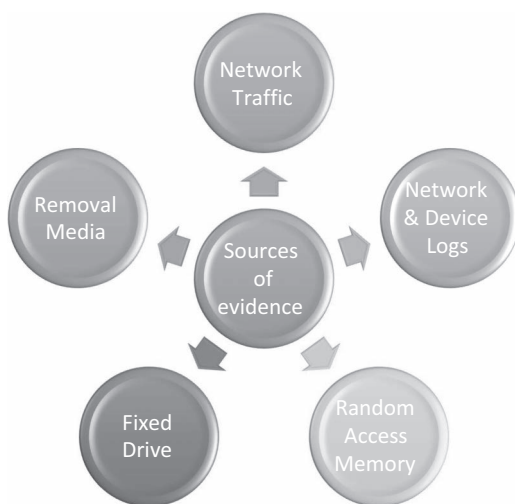 Network
Traffic
Removal
Media
Network
& Device
Logs
Sources
of
evidence
Fixed
Drive
Random
Access
Memory